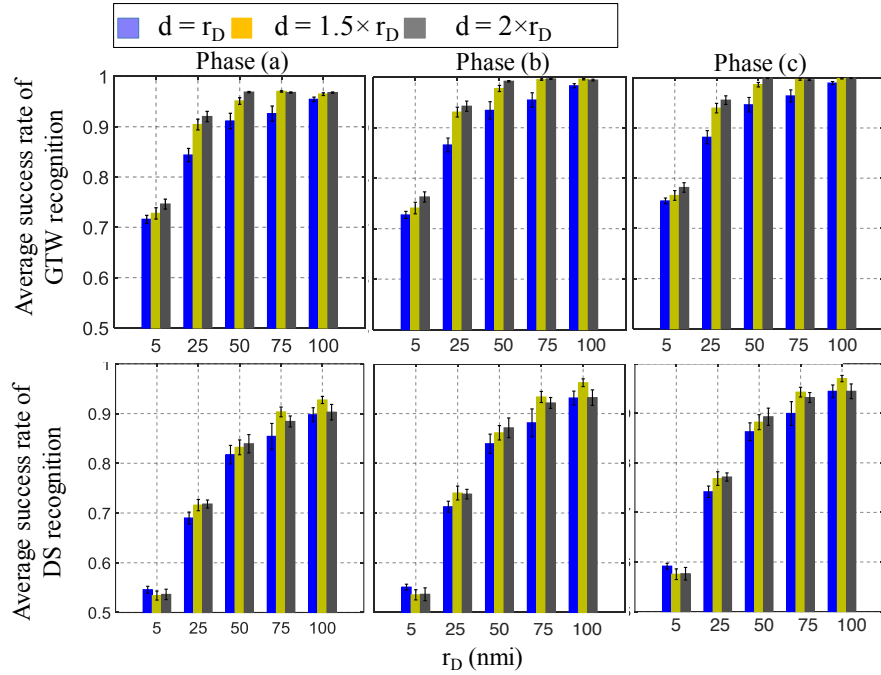 d = r_D d = 1.5× r_D d = 2×r_D
Phase (a) Phase (b) Phase (c)
Average success rate of
GTW recognition
1
0.9
0.8
0.7
0.6
0.5
5 25 50 75 100 5 25 50 75 100 5 25 50 75 100
Average success rate of
DS recognition
0.9
0.8
0.7
0.6
0.5
5 25 50 75 100 5 25 50 75 100 5 25 50 75 100
r_D (nmi)